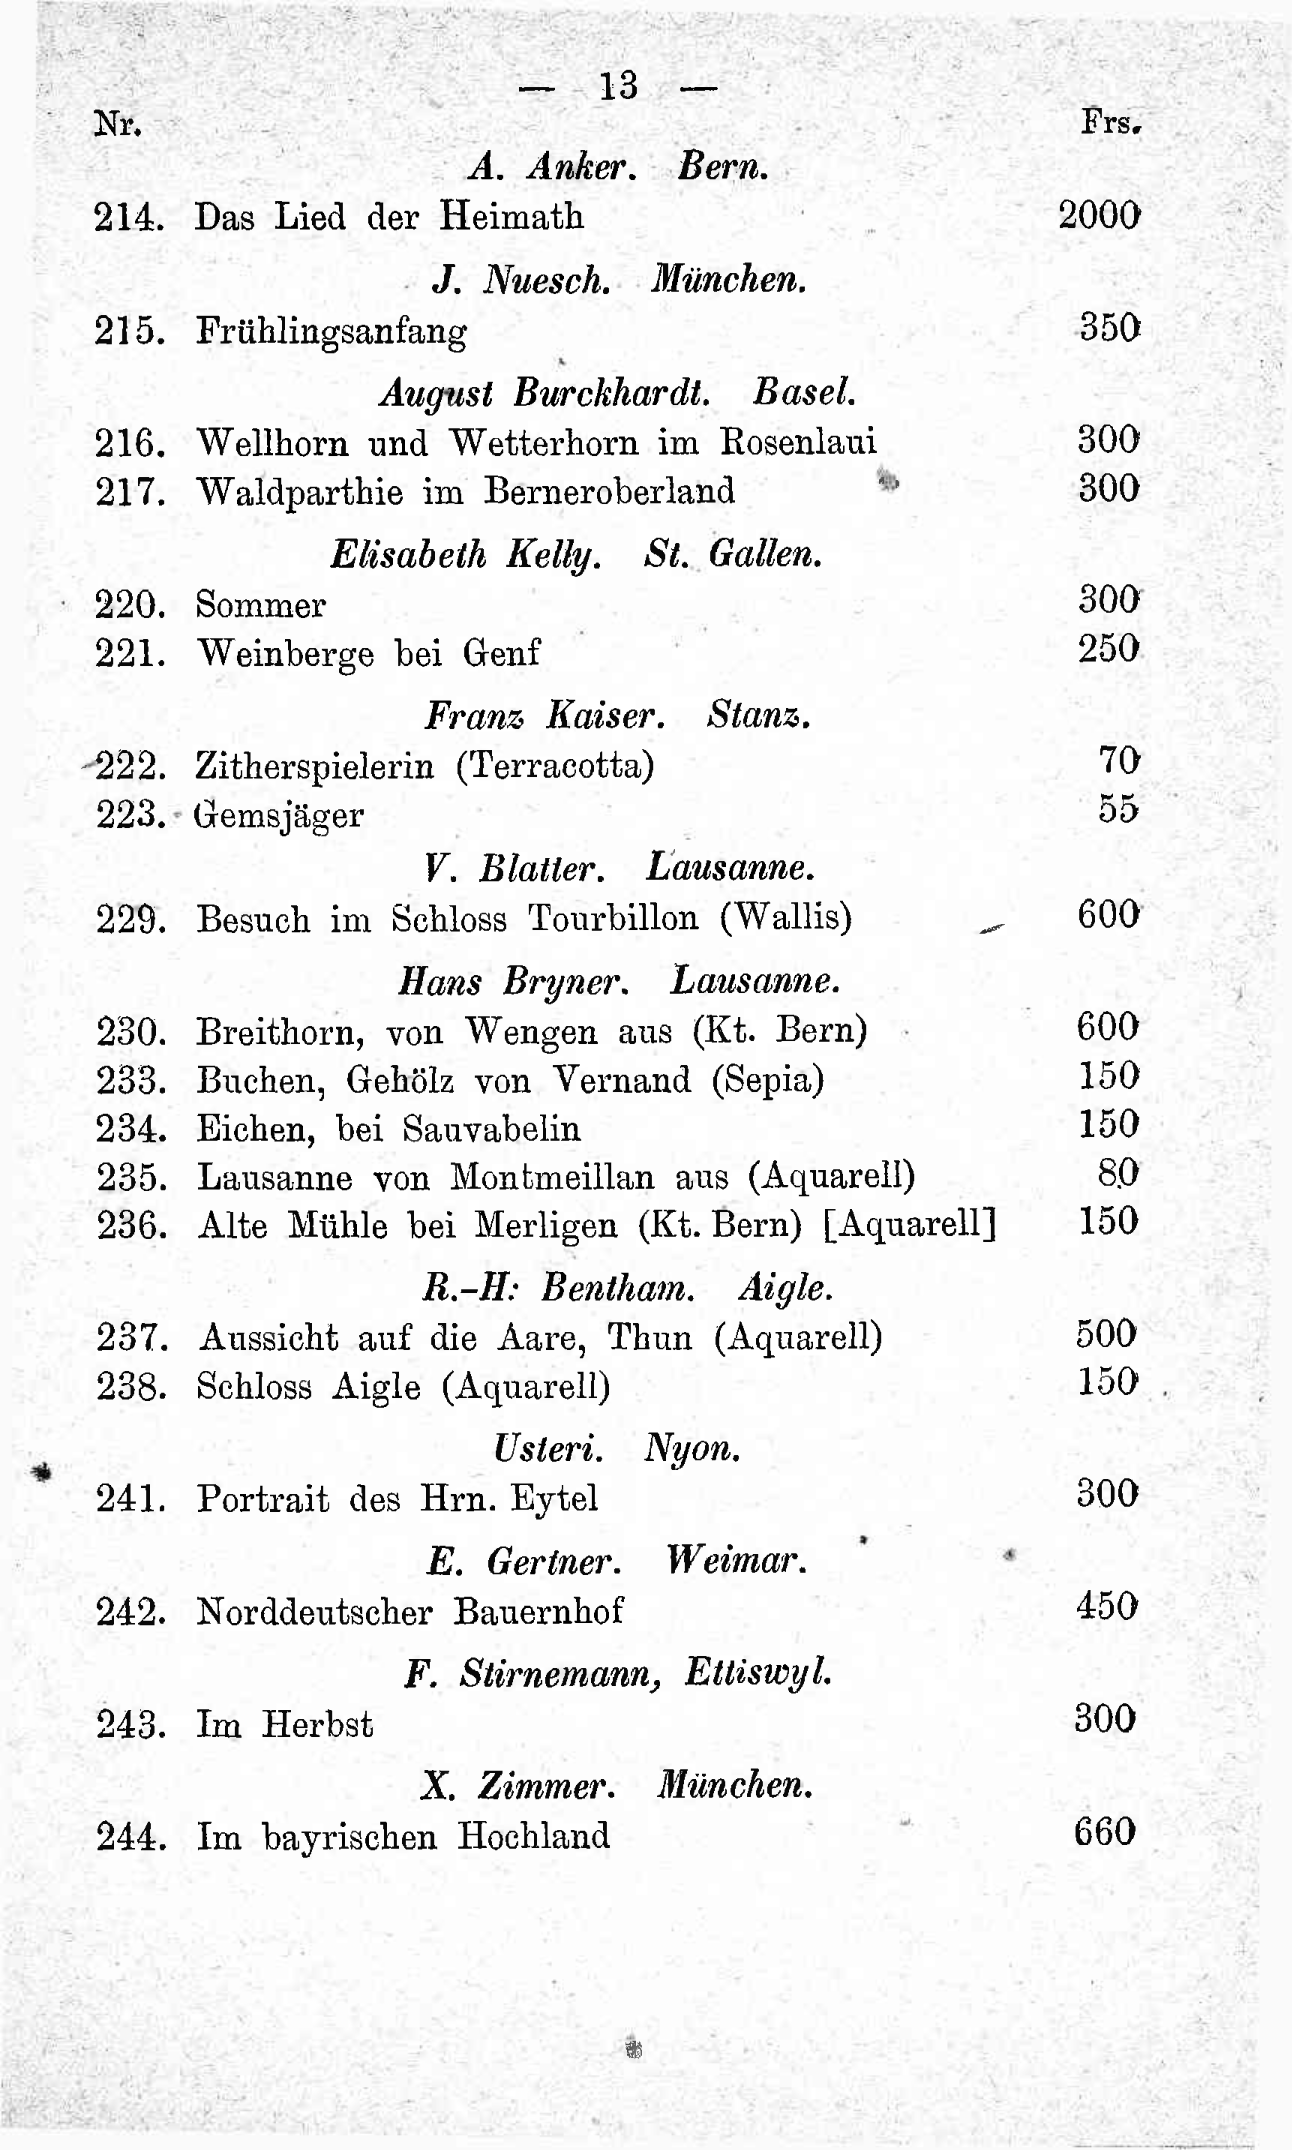 — 13 —
Nr. Frs.
A. Anker. Bern.
214. Das Lied der Heimath 2000
J. Nuesch. München.
215. Frühlingsanfang 350
August Burckhardt. Basel.
216. Wellhorn und Wetterhorn im Rosenlaui 300
217. Waldparthie im Berneroberland 300
Elisabeth Kelly. St. Gallen.
220. Sommer 300
221. Weinberge bei Genf 250
Franz Kaiser. Stanz.
222. Zitherspielerin (Terracotta) 70
223. Gemsjäger 55
V. Blatter. Lausanne.
229. Besuch im Schloss Tourbillon (Wallis) 600
Hans Bryner. Lausanne.
230. Breithorn, von Wengen aus (Kt. Bern) 600
233. Buchen, Gehölz von Vernand (Sepia) 150
234. Eichen, bei Sauvabelin 150
235. Lausanne von Montmeillan aus (Aquarell) 80
236. Alte Mühle bei Merligen (Kt. Bern) [Aquarell] 150
R.-H: Bentham. Aigle.
237. Aussicht auf die Aare, Thun (Aquarell) 500
238. Schloss Aigle (Aquarell) 150
Usteri. Nyon.
241. Portrait des Hrn. Eytel 300
E. Gertner. Weimar.
242. Norddeutscher Bauernhof 450
F. Stirnemann, Ettiswyl.
243. Im Herbst 300
X. Zimmer. München.
244. Im bayrischen Hochland 660